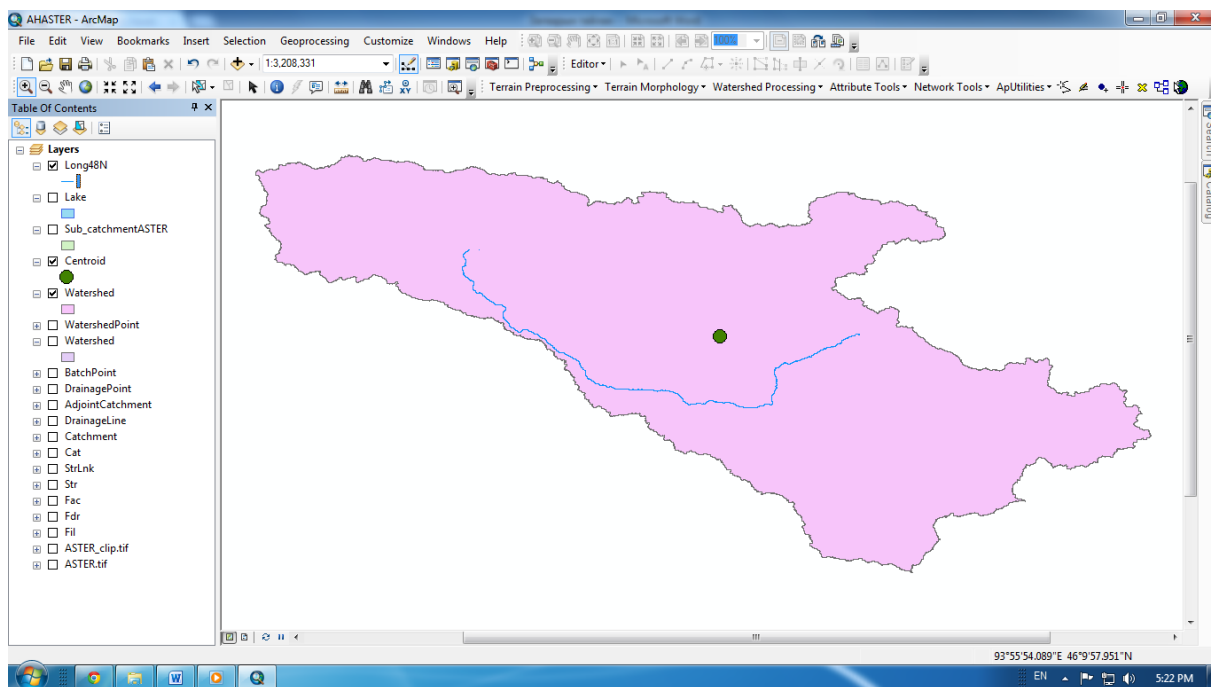 AHASTER - ArcMap
File Edit View Bookmarks Insert Selection Geoprocessing Customize Windows Help 100%
1:3,208,331 Editor
Terrain Preprocessing Terrain Morphology Watershed Processing Attribute Tools Network Tools ApUtilities
Table Of Contents
Layers
Long48N
Lake
Sub_catchmentASTER
Centroid
Watershed
WatershedPoint
Watershed
BatchPoint
DrainagePoint
AdjointCatchment
DrainageLine
Catchment
Cat
StrLnk
Str
Fac
Fdr
Fil
ASTER_clip.tif
ASTER.tif
93°55'54.089"E 46°9'57.951"N
EN 5:22 PM